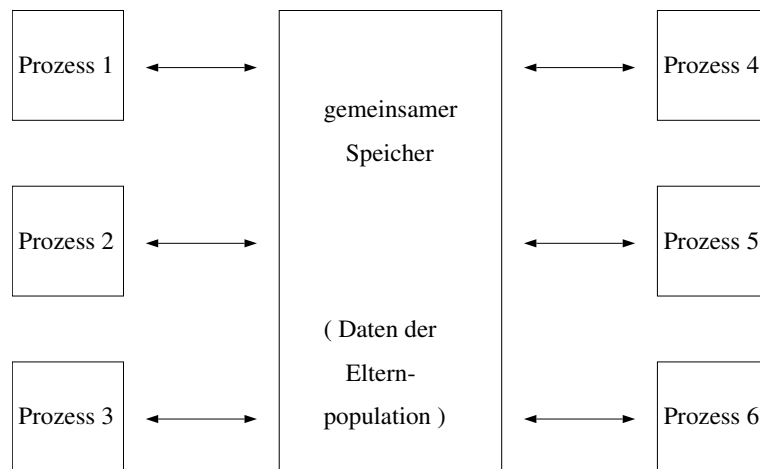 Prozess 1
Prozess 2
Prozess 3
gemeinsamer
Speicher
( Daten der
Eltern-
population )
Prozess 4
Prozess 5
Prozess 6